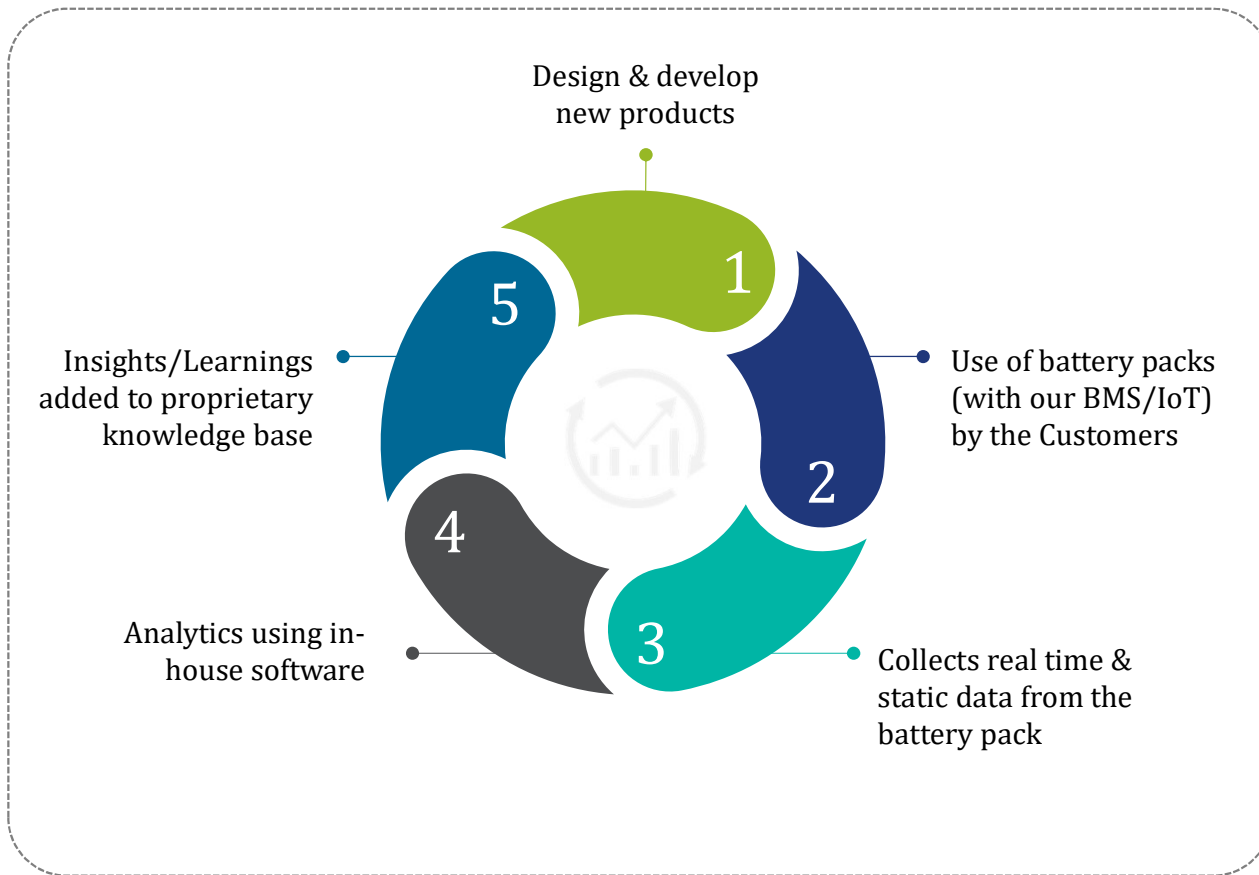 Design & develop
new products
1
2
Use of battery packs
(with our BMS/IoT)
by the Customers
3
Collects real time &
static data from the
battery pack
4
Analytics using in-
house software
5
Insights/Learnings
added to proprietary
knowledge base